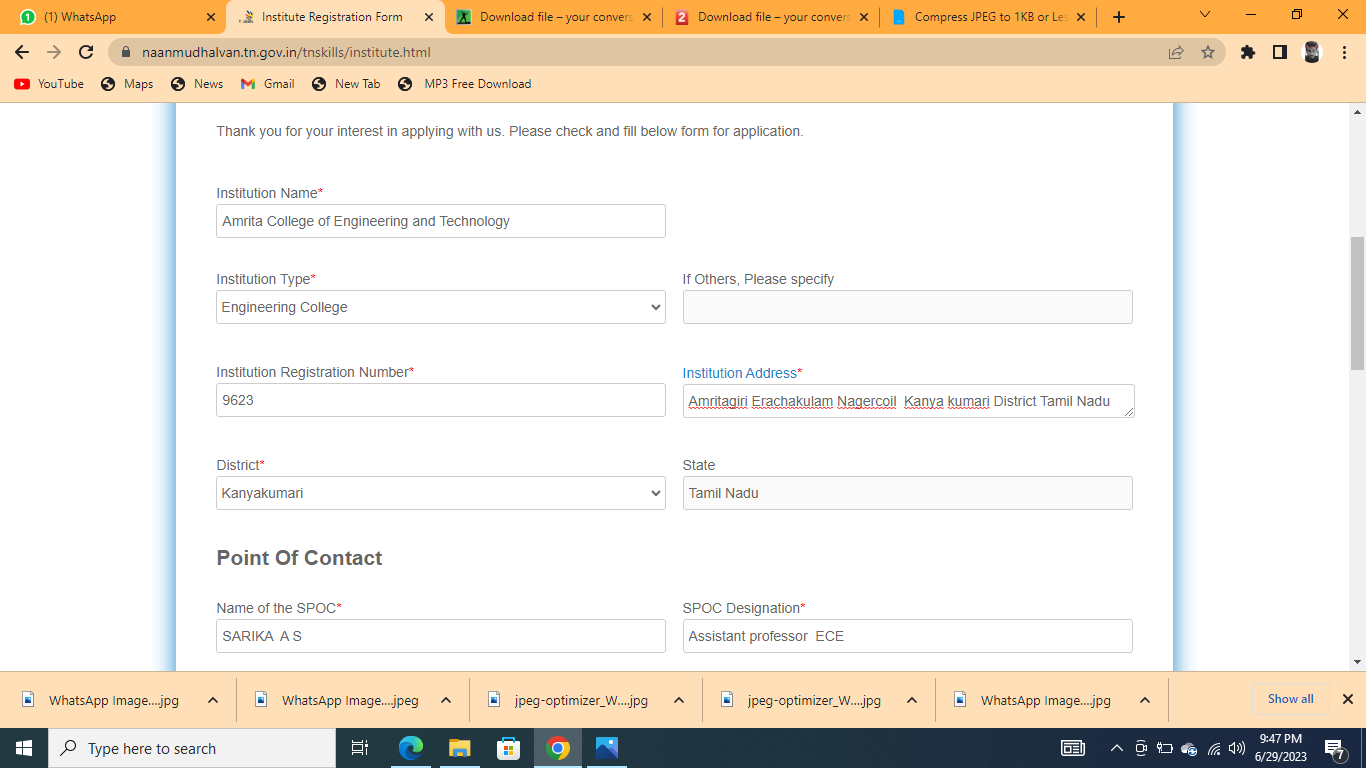 (1) WhatsApp
Institute Registration Form
Download file – your convers
Download file – your convers
Compress JPEG to 1KB or Les
naanmudhalvan.tn.gov.in/tnskills/institute.html
YouTube Maps News Gmail New Tab MP3 Free Download
Thank you for your interest in applying with us. Please check and fill below form for application.
Institution Name*
Amrita College of Engineering and Technology
Institution Type* If Others, Please specify
Engineering College
Institution Registration Number* Institution Address*
9623 Amritagiri Erachakulam Nagercoil  Kanya kumari District Tamil Nadu
District* State
Kanyakumari Tamil Nadu
Point Of Contact
Name of the SPOC* SPOC Designation*
SARIKA  A S Assistant professor  ECE
WhatsApp Image....jpg WhatsApp Image....jpeg jpeg-optimizer_W....jpg jpeg-optimizer_W....jpg WhatsApp Image....jpg Show all
Type here to search
9:47 PM
6/29/2023
7